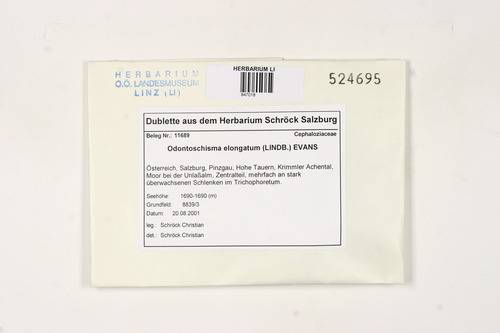 HERBARIUM
O.Ö. LANDESMUSEUM
LINZ (LI)
HERBARIUM LI
847018
524695
Dublette aus dem Herbarium Schröck Salzburg
Beleg Nr.: 11689 Cephaloziaceae
Odontoschisma elongatum (LINDB.) EVANS
Österreich, Salzburg, Pinzgau, Hohe Tauern, Krimmler Achental,
Moor bei der Unlaßalm, Zentralteil, mehrfach an stark
überwachsenen Schlenken im Trichophoretum.
Seehöhe: 1690-1692 (m)
Grundfeld: 8839/3
Datum: 20.08.2001
leg.: Schröck Christian
det.: Schröck Christian